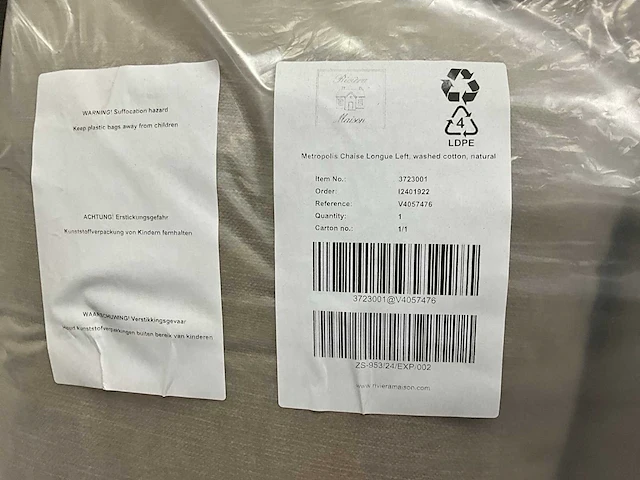 WARNING! Suffocation hazard
Keep plastic bags away from children
ACHTUNG! Erstickungsgefahr
Kunststoffverpackung von Kindern fernhalten
WAARSCHUWING! Verstikkingsgevaar
kunststofverpakkingen buiten bereik van kinderen
Rivièra
Maison
4
LDPE
Metropolis Chaise Longue Left, washed cotton, natural
Item No.: 3723001
Order: I2401922
Reference: V4057476
Quantity: 1
Carton no.: 1/1
3723001@V4057476
ZS-953/24/EXP/002
www.rivieramaison.com